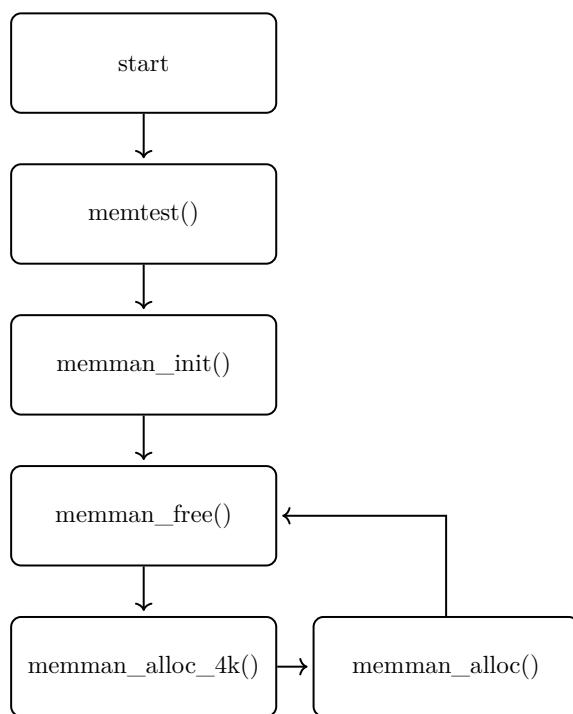 start
memtest()
memman_init()
memman_free()
memman_alloc_4k()
memman_alloc()